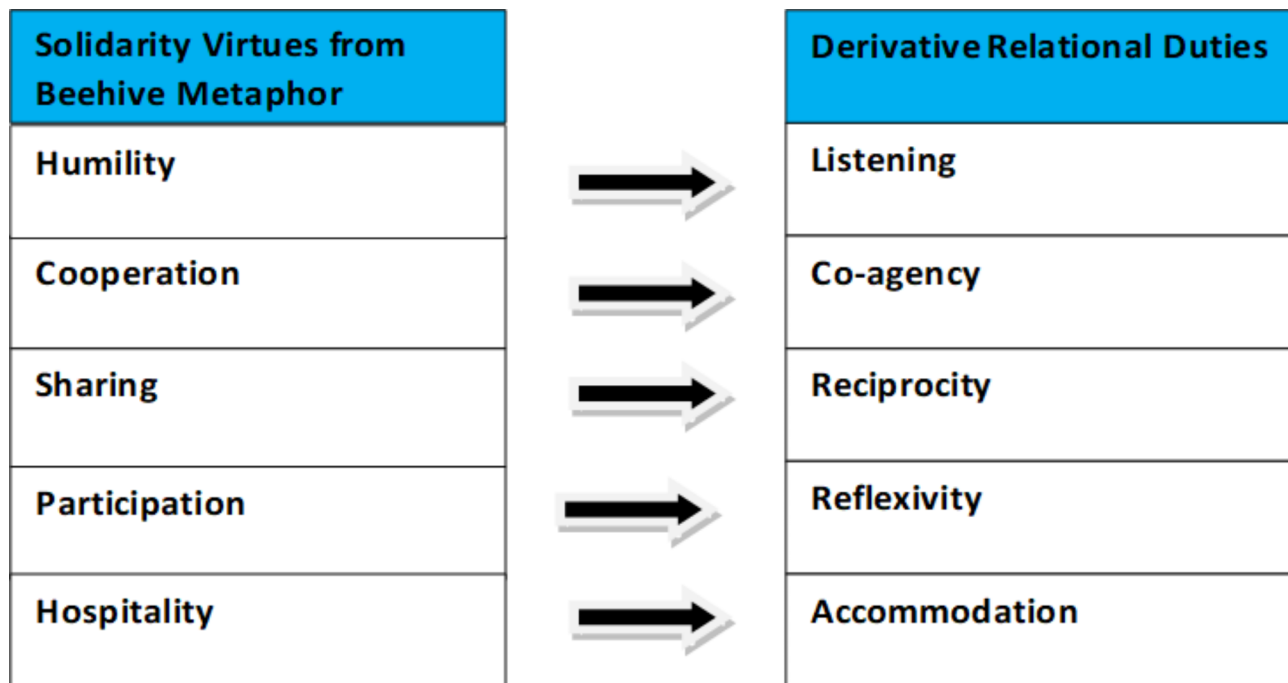 Solidarity Virtues from
Beehive Metaphor
Derivative Relational Duties
Humility
Listening
Cooperation
Co-agency
Sharing
Reciprocity
Participation
Reflexivity
Hospitality
Accommodation